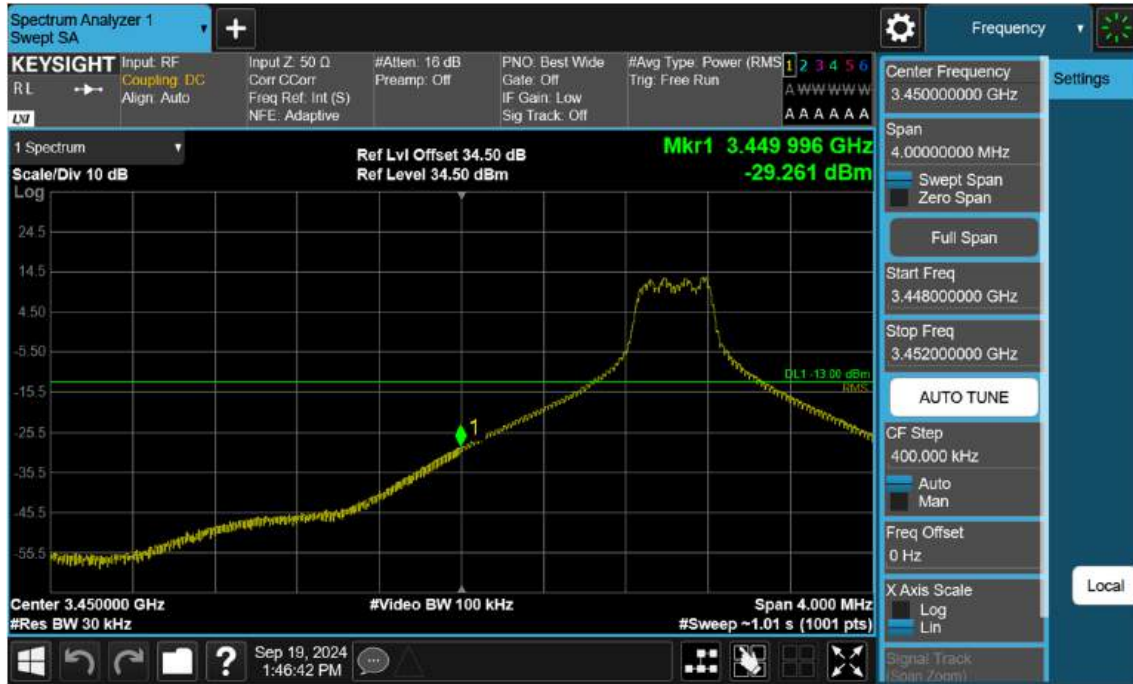 Spectrum Analyzer 1
Swept SA
Frequency
KEYSIGHT
RL
LXI
Input: RF
Coupling: DC
Align: Auto
Input Z: 50 Ω
Corr CCorr
Freq Ref: Int (S)
NFE: Adaptive
#Atten: 16 dB
Preamp: Off
PNO: Best Wide
Gate: Off
IF Gain: Low
Sig Track: Off
#Avg Type: Power (RMS
Trig: Free Run
1 2 3 4 5 6
A W W W W W
A A A A A A
1 Spectrum
Scale/Div 10 dB
Ref Lvl Offset 34.50 dB
Ref Level 34.50 dBm
Mkr1 3.449 996 GHz
-29.261 dBm
Log
24.5
14.5
4.50
-5.50
-15.5
-25.5
-35.5
-45.5
-55.5
DL1 -13.00 dBm
RMS
1
Center 3.450000 GHz
#Video BW 100 kHz
Span 4.000 MHz
#Res BW 30 kHz
#Sweep ~1.01 s (1001 pts)
Center Frequency
3.450000000 GHz
Settings
Span
4.00000000 MHz
Swept Span
Zero Span
Full Span
Start Freq
3.448000000 GHz
Stop Freq
3.452000000 GHz
AUTO TUNE
CF Step
400.000 kHz
Auto
Man
Freq Offset
0 Hz
X Axis Scale
Log
Lin
Local
Signal Track
(Span Zoom)
?
Sep 19, 2024
1:46:42 PM